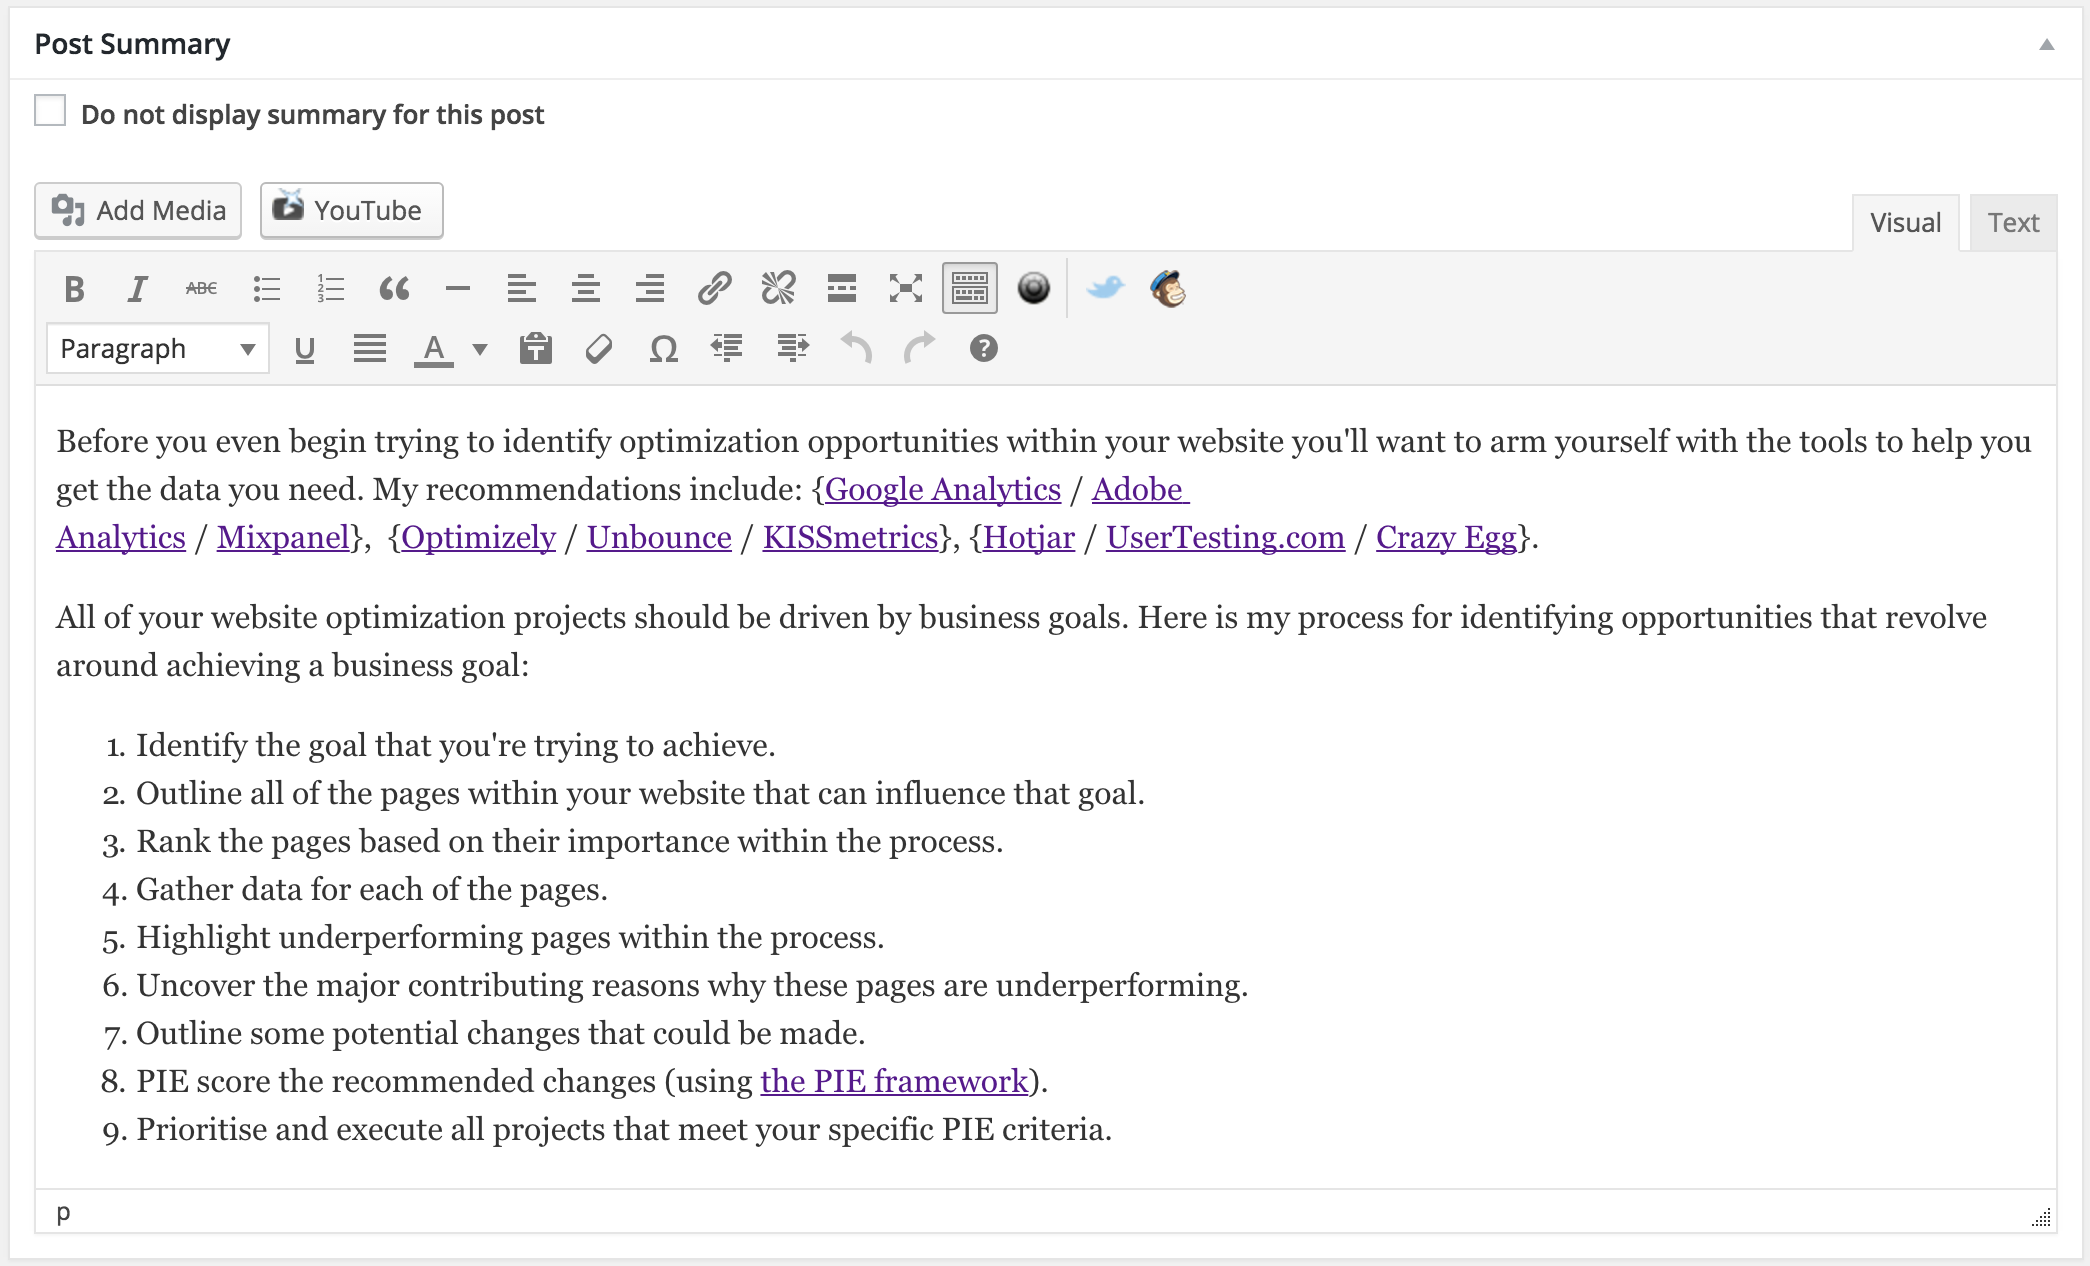 Post Summary
Do not display summary for this post
Add Media YouTube
Visual Text
B I ABC
Paragraph U A T Ω ?
Before you even begin trying to identify optimization opportunities within your website you'll want to arm yourself with the tools to help you
get the data you need. My recommendations include: {Google Analytics / Adobe
Analytics / Mixpanel},  {Optimizely / Unbounce / KISSmetrics}, {Hotjar / UserTesting.com / Crazy Egg}.
All of your website optimization projects should be driven by business goals. Here is my process for identifying opportunities that revolve
around achieving a business goal:
1. Identify the goal that you're trying to achieve.
2. Outline all of the pages within your website that can influence that goal.
3. Rank the pages based on their importance within the process.
4. Gather data for each of the pages.
5. Highlight underperforming pages within the process.
6. Uncover the major contributing reasons why these pages are underperforming.
7. Outline some potential changes that could be made.
8. PIE score the recommended changes (using the PIE framework).
9. Prioritise and execute all projects that meet your specific PIE criteria.
p